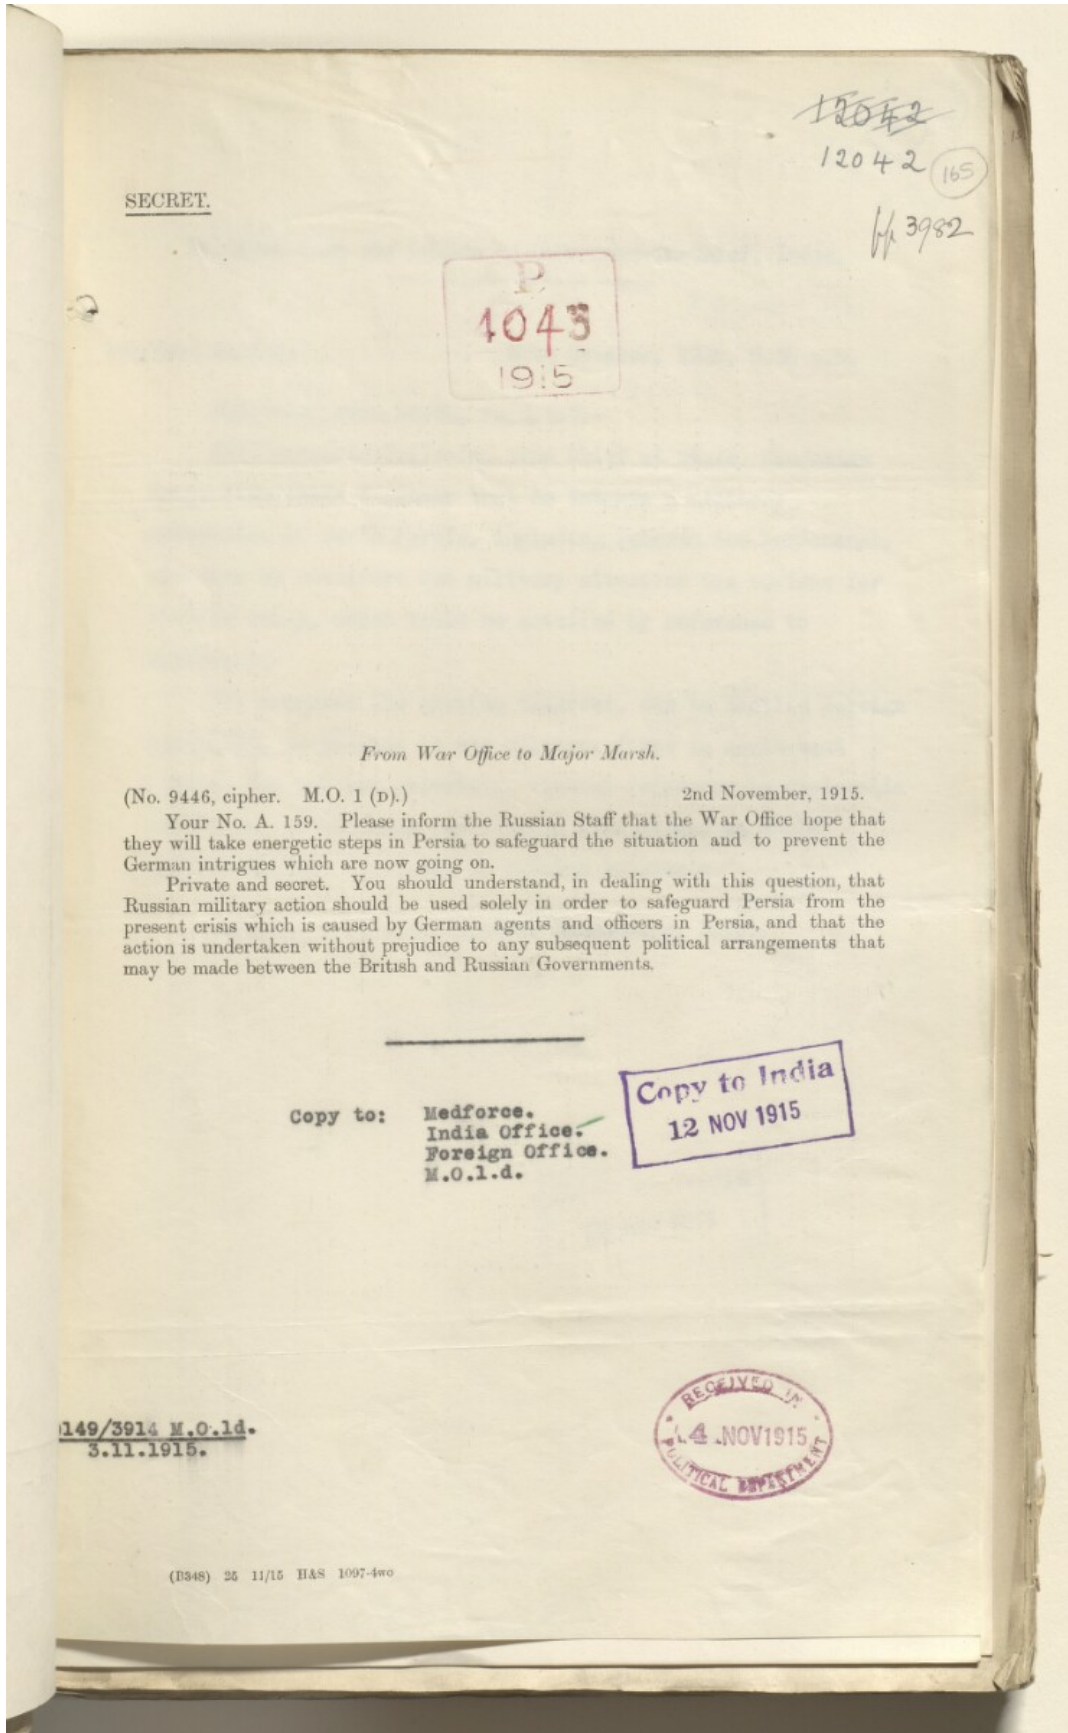 12042
12042
165
SECRET.
pp 3982
P
4043
1915
From War Office to Major Marsh.
(No. 9446, cipher. M.O. 1 (D).) 2nd November, 1915.
Your No. A. 159. Please inform the Russian Staff that the War Office hope that
they will take energetic steps in Persia to safeguard the situation and to prevent the
German intrigues which are now going on.
Private and secret. You should understand, in dealing with this question, that
Russian military action should be used solely in order to safeguard Persia from the
present crisis which is caused by German agents and officers in Persia, and that the
action is undertaken without prejudice to any subsequent political arrangements that
may be made between the British and Russian Governments.
Copy to: Medforce.
India Office.
Foreign Office.
M.O.1.d.
Copy to India
12 NOV 1915
149/3914 M.O.1d.
3.11.1915.
RECEIVED IN
4 NOV 1915
POLITICAL DEPARTMENT
(B348) 25 11/15 H&S 1097-4wo